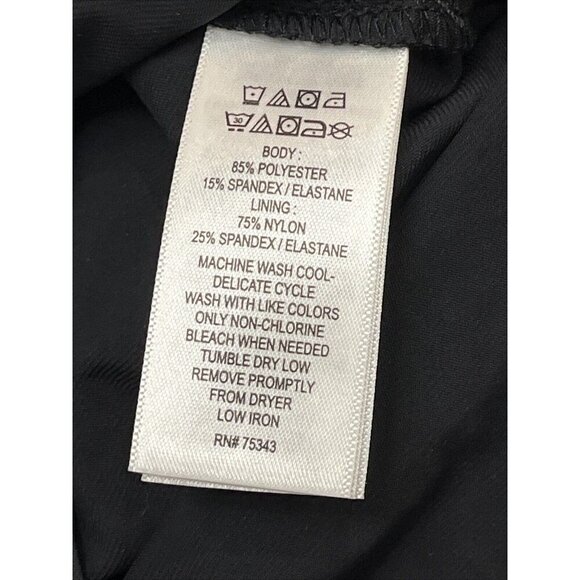 30
BODY :
85% POLYESTER
15% SPANDEX / ELASTANE
LINING :
75% NYLON
25% SPANDEX / ELASTANE
MACHINE WASH COOL-
DELICATE CYCLE
WASH WITH LIKE COLORS
ONLY NON-CHLORINE
BLEACH WHEN NEEDED
TUMBLE DRY LOW
REMOVE PROMPTLY
FROM DRYER
LOW IRON
RN# 75343